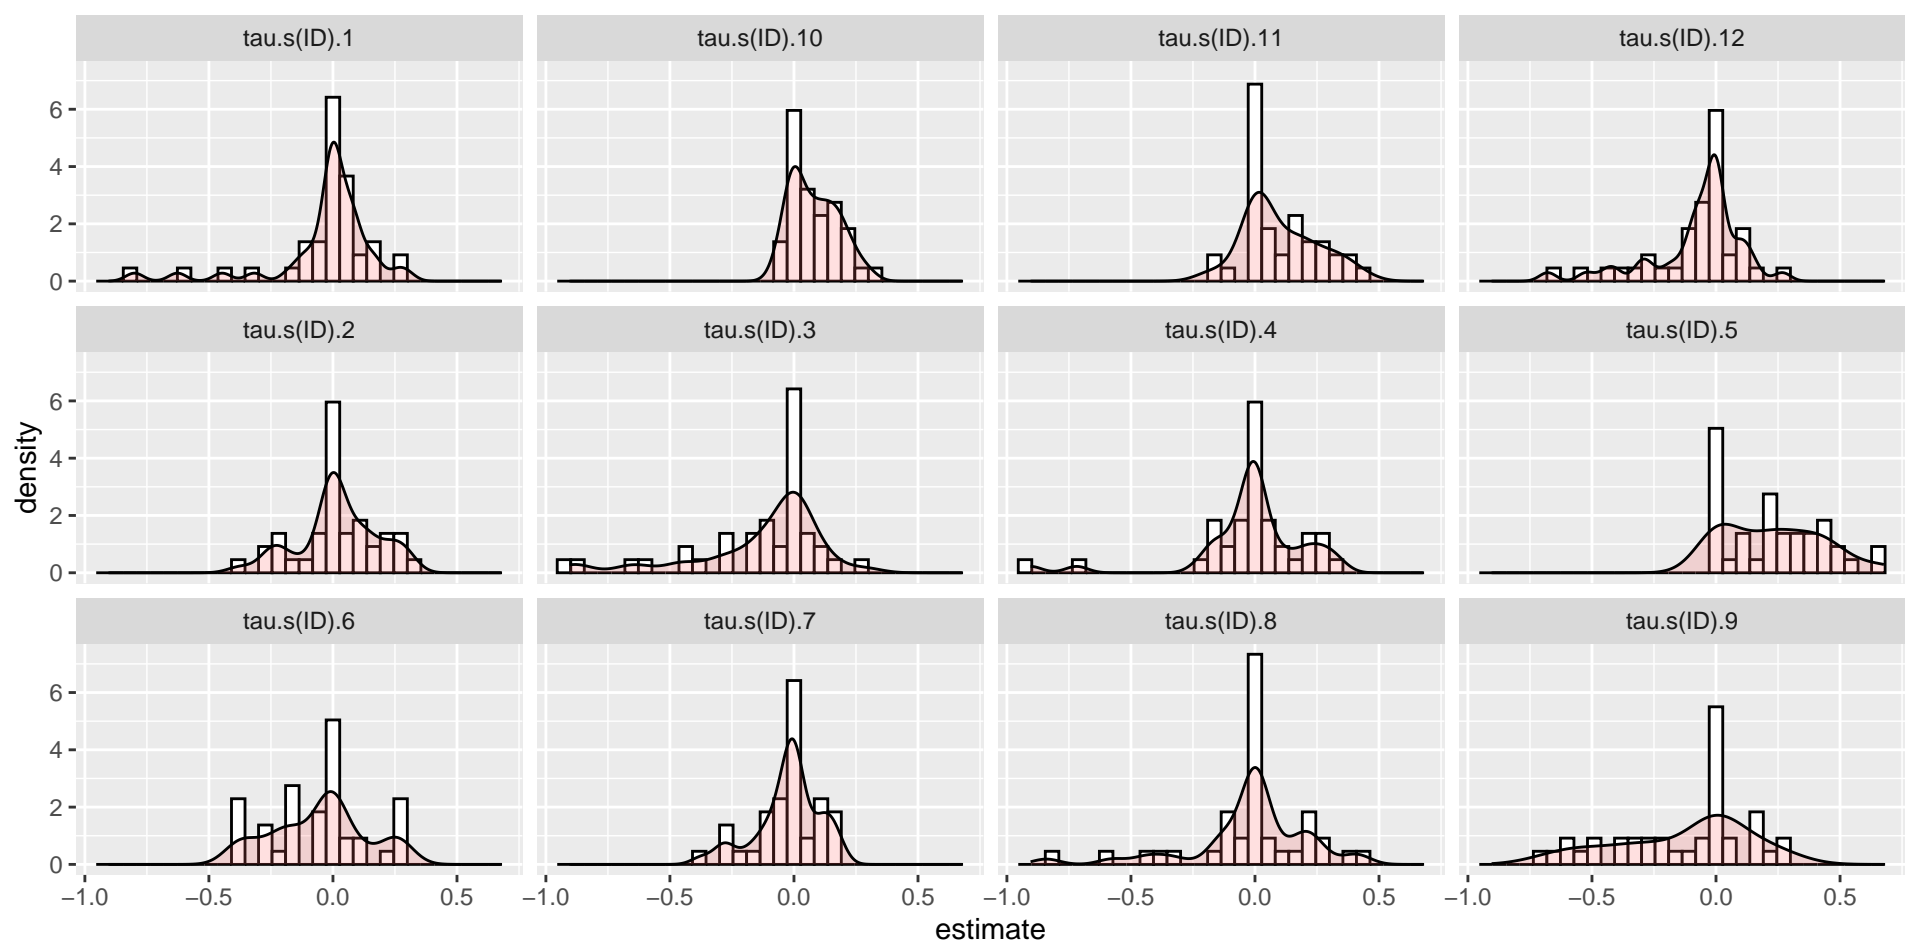 tau.s(ID).1 tau.s(ID).10 tau.s(ID).11 tau.s(ID).12
6
4
2
0
tau.s(ID).2 tau.s(ID).3 tau.s(ID).4 tau.s(ID).5
6
4
2
0
density
tau.s(ID).6 tau.s(ID).7 tau.s(ID).8 tau.s(ID).9
6
4
2
0
−1.0 −0.5 0.0 0.5 −1.0 −0.5 0.0 0.5 −1.0 −0.5 0.0 0.5 −1.0 −0.5 0.0 0.5
estimate